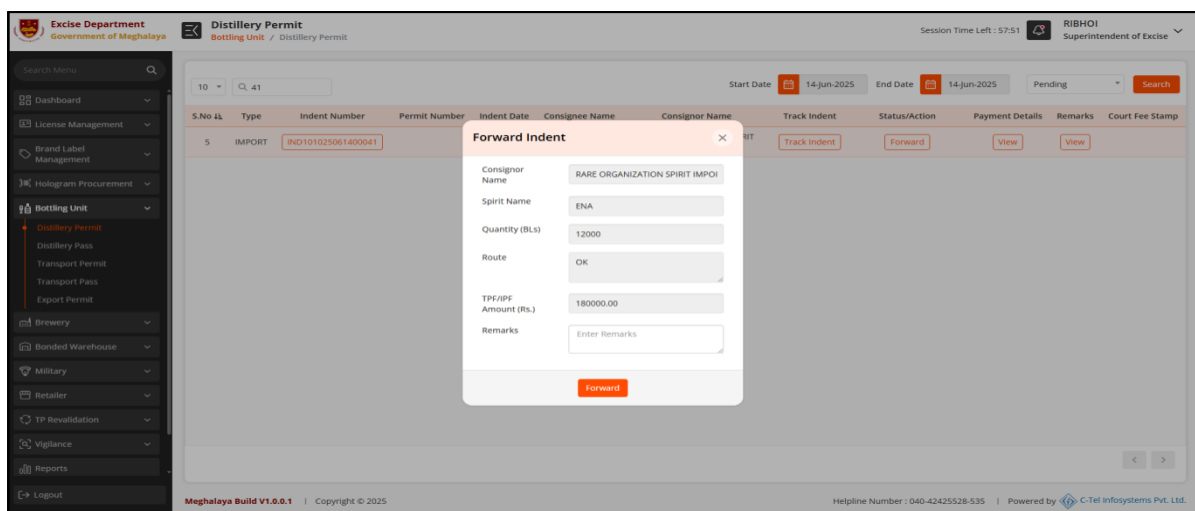 Excise Department
Government of Meghalaya
Distillery Permit
Bottling Unit / Distillery Permit
Session Time Left : 57:51
RIBHOI
Superintendent of Excise
Search Menu
Dashboard
License Management
Brand Label
Management
Hologram Procurement
Bottling Unit
Distillery Permit
Distillery Pass
Transport Permit
Transport Pass
Export Permit
Brewery
Bonded Warehouse
Military
Retailer
TP Revalidation
Vigilance
Reports
Logout
10 41 Start Date 14-Jun-2025 End Date 14-Jun-2025 Pending Search
S.No Type Indent Number Permit Number Indent Date Consignee Name Consignor Name Track Indent Status/Action Payment Details Remarks Court Fee Stamp
5 IMPORT IND101025061400041 RIT Track Indent Forward View View
Forward Indent
Consignor
Name
RARE ORGANIZATION SPIRIT IMPOI
Spirit Name ENA
Quantity (BLs) 12000
Route OK
TPF/IPF
Amount (Rs.)
180000.00
Remarks Enter Remarks
Forward
Meghalaya Build V1.0.0.1 | Copyright © 2025
Helpline Number : 040-42425528-535 | Powered by C-Tel Infosystems Pvt. Ltd.